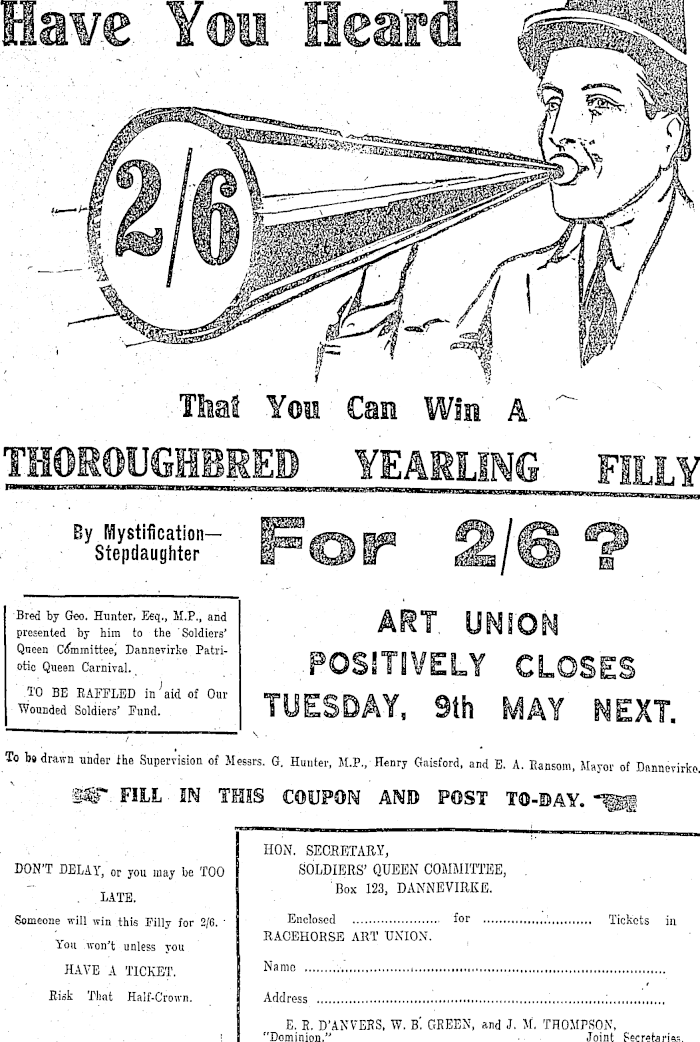 Have You Heard
2/6
That You Can Win A
THOROUGHBRED YEARLING FILLY
By Mystification—
Stepdaughter
For 2/6?
Bred by Geo. Hunter, Esq., M.P., and
presented by him to the Soldiers'
Queen Committee, Dannevirke Patri-
otic Queen Carnival.
TO BE RAFFLED in aid of Our
Wounded Soldiers' Fund.
ART UNION
POSITIVELY CLOSES
TUESDAY, 9th MAY NEXT.
To be drawn under the Supervision of Messrs. G. Hunter, M.P., Henry Gaisford, and E. A. Ransom, Mayor of Dannevirke.
FILL IN THIS COUPON AND POST TO-DAY.
DON'T DELAY, or you may be TOO
LATE.
Someone will win this Filly for 2/6.
You won't unless you
HAVE A TICKET.
Risk That Half-Crown.
HON. SECRETARY,
SOLDIERS' QUEEN COMMITTEE,
Box 123, DANNEVIRKE.
Enclosed ..................... for .......................... Tickets in
RACEHORSE ART UNION.
Name ..........................................................................
Address ......................................................................
E. R. D'ANVERS, W. B. GREEN, and J. M. THOMPSON,
"Dominion." Joint Secretaries.